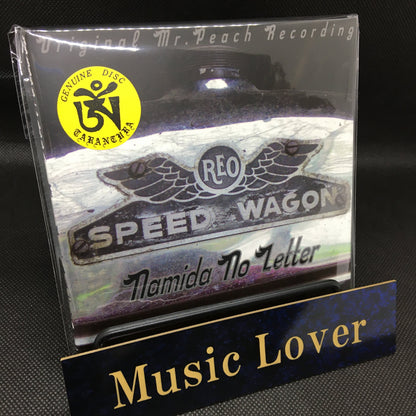 Original Mr. Peach Recording
GENUINE DISC
ॐ
TARANTURA
REO
SPEED WAGON
Namida No Letter
Music Lover